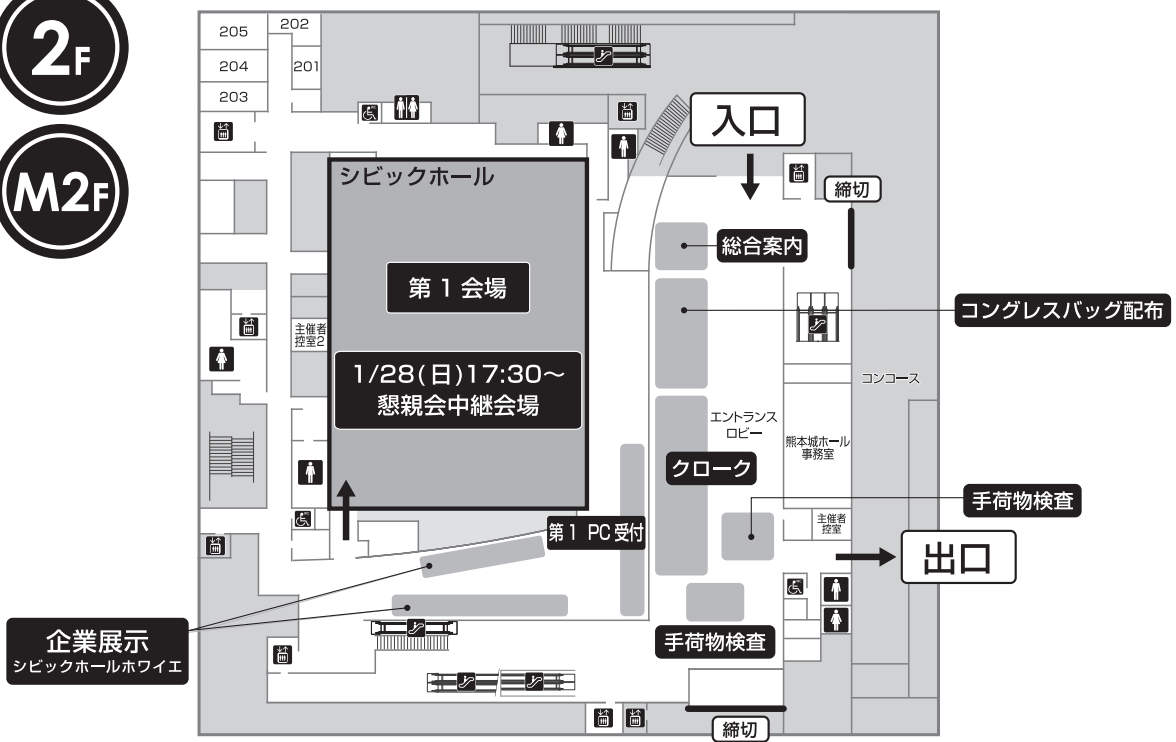 2F
M2F
205
202
204
201
203
入口
締切
シビックホール
総合案内
第 1 会場
コングレスバッグ配布
主催者
控室2
1/28(日)17:30〜
懇親会中継会場
コンコース
エントランス
ロビー
熊本城ホール
事務室
クローク
手荷物検査
主催者
控室
第1 PC受付
出口
企業展示
シビックホールホワイエ
手荷物検査
締切